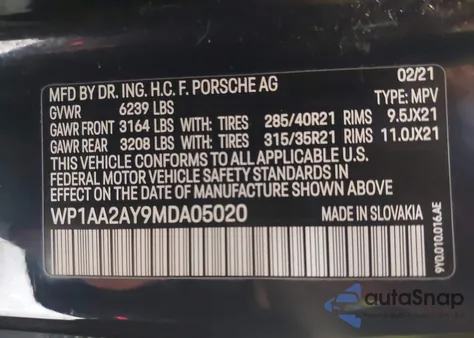 MFD BY DR. ING. H.C. F. PORSCHE AG 02/21
GVWR 6239 LBS TYPE: MPV
GAWR FRONT 3164 LBS WITH: TIRES 285/40R21 RIMS 9.5JX21
GAWR REAR 3208 LBS WITH: TIRES 315/35R21 RIMS 11.0JX21
THIS VEHICLE CONFORMS TO ALL APPLICABLE U.S.
FEDERAL MOTOR VEHICLE SAFETY STANDARDS IN
EFFECT ON THE DATE OF MANUFACTURE SHOWN ABOVE
WP1AA2AY9MDA05020 MADE IN SLOVAKIA
9Y0.010.016.AE
autaSnap